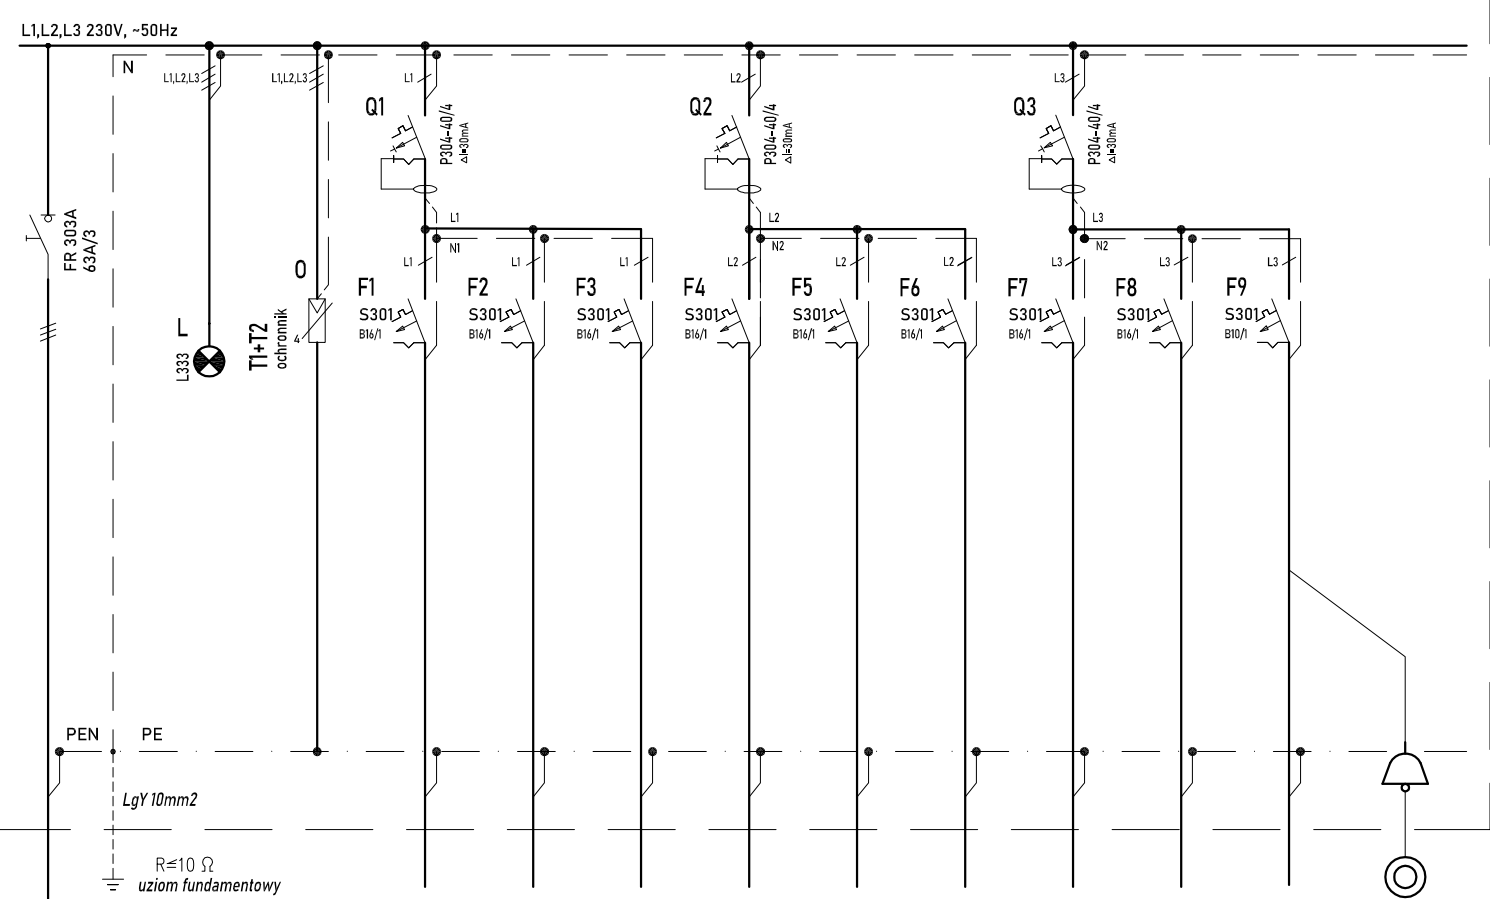 L1,L2,L3 230V, ~50Hz
N
L1,L2,L3
L1,L2,L3
L1
L2
L3
Q1
P304-40/4
ΔI=30mA
Q2
P304-40/4
ΔI=30mA
Q3
P304-40/4
ΔI=30mA
FR 303A
63A/3
L1
N1
L2
N2
L3
N2
L1
L1
L1
L2
L2
L2
L3
L3
L3
O
F1
F2
F3
F4
F5
F6
F7
F8
F9
S301
S301
S301
S301
S301
S301
S301
S301
S301
B16/1
B16/1
B16/1
B16/1
B16/1
B16/1
B16/1
B16/1
B10/1
L
L333
T1+T2
ochronnik
4
PEN
PE
LgY 10mm2
R≤10 Ω
uziom fundamentowy